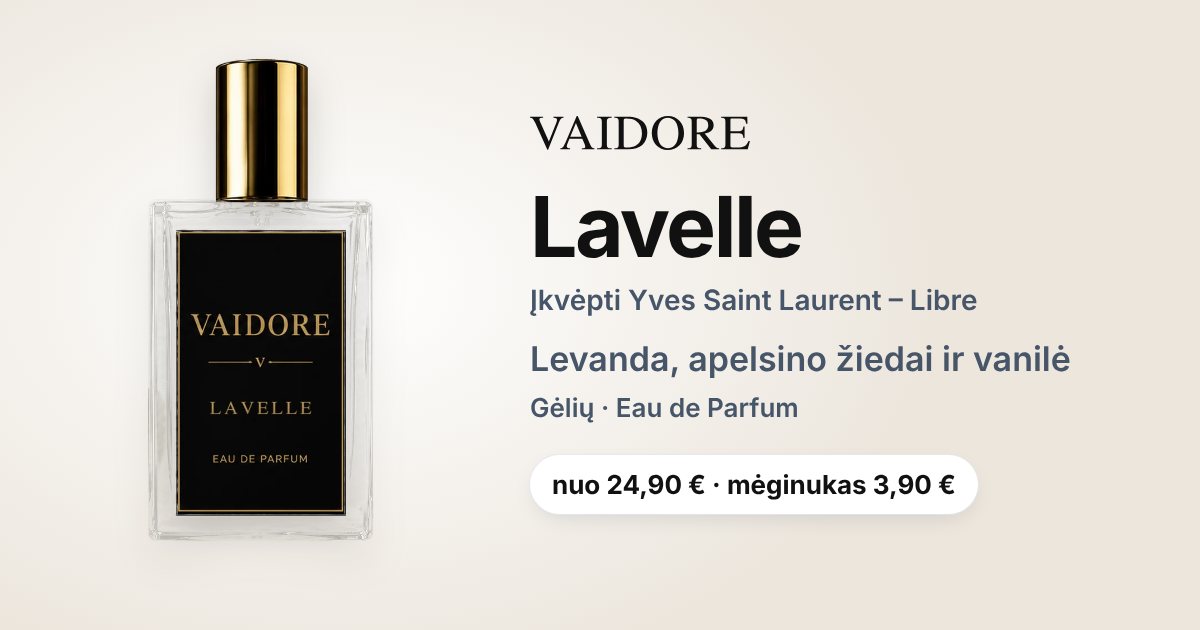 VAIDORE
V
LAVELLE
EAU DE PARFUM
VAIDORE
Lavelle
Įkvėpti Yves Saint Laurent – Libre
Levanda, apelsino žiedai ir vanilė
Gėlių · Eau de Parfum
nuo 24,90 € · mėginukas 3,90 €